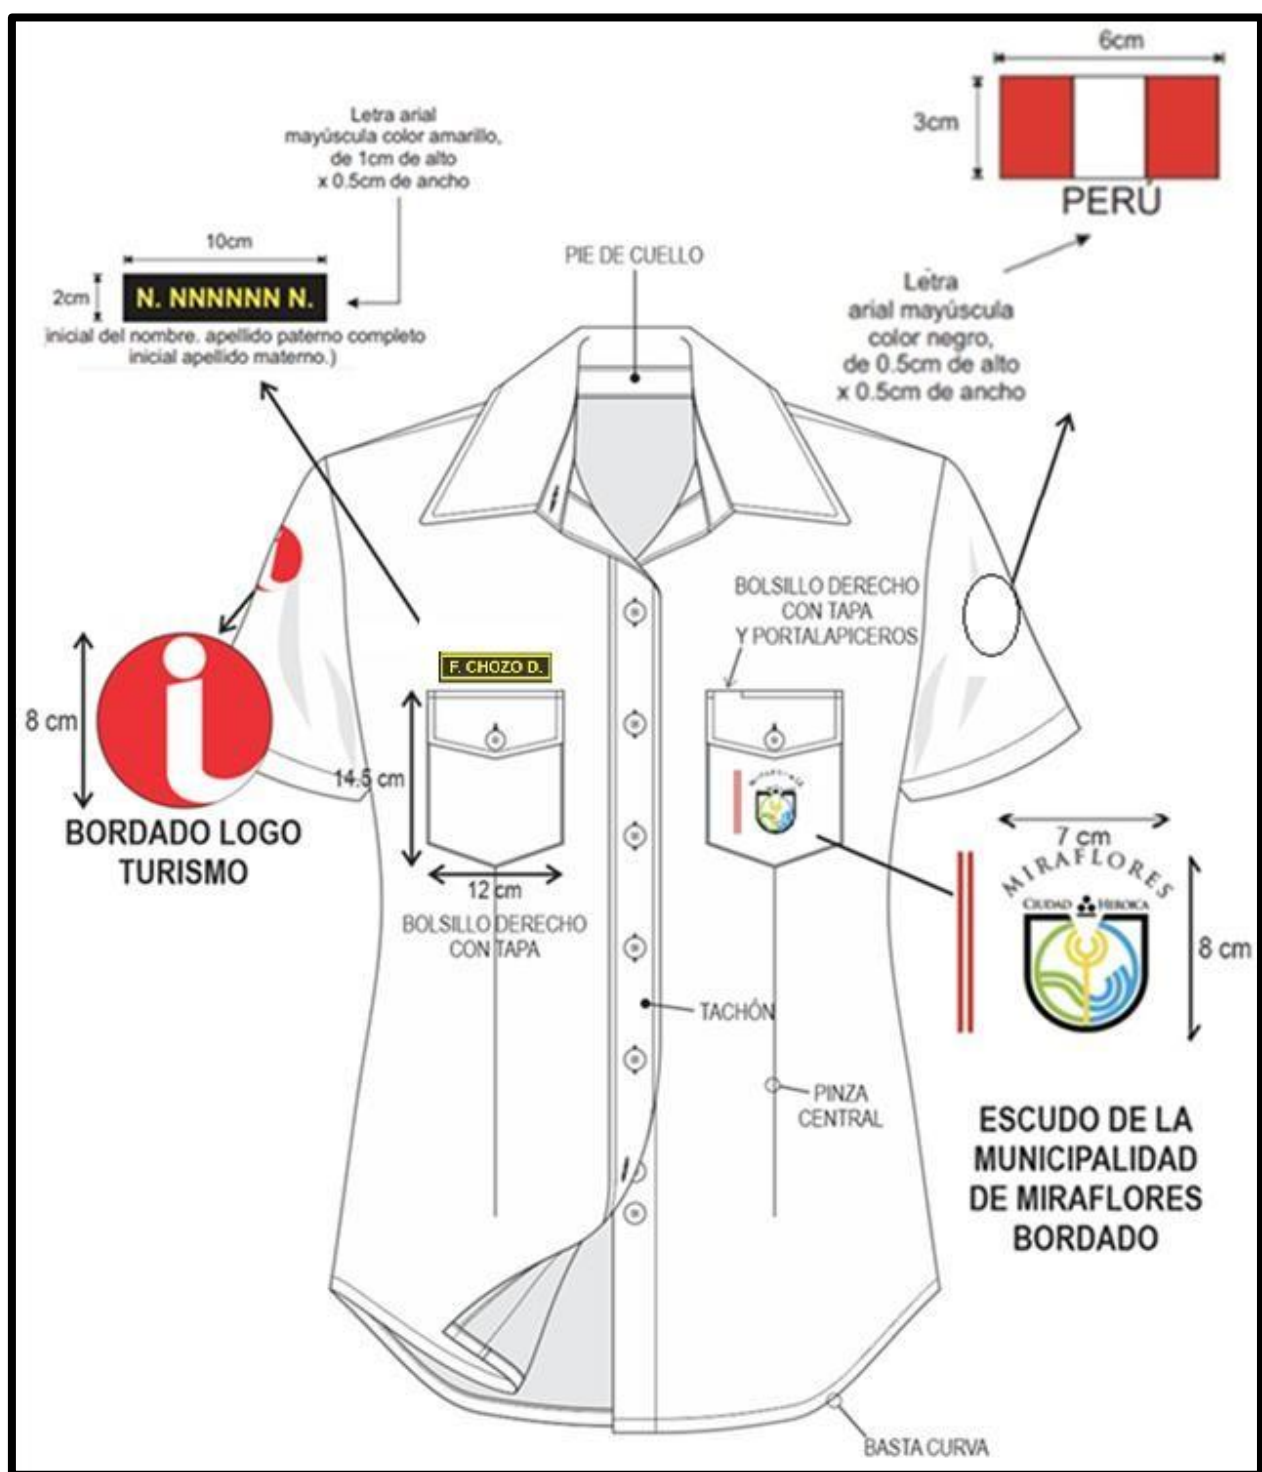 6cm
3cm
PERÚ
Letra arial
mayúscula color amarillo,
de 1cm de alto
x 0.5cm de ancho
10cm
2cm
N. NNNNNN N.
inicial del nombre. apellido paterno completo
inicial apellido materno.)
PIE DE CUELLO
Letra
arial mayúscula
color negro,
de 0.5cm de alto
x 0.5cm de ancho
BOLSILLO DERECHO
CON TAPA
Y PORTALAPICEROS
F. CHOZO D.
i
8 cm
BORDADO LOGO
TURISMO
14.5 cm
12 cm
BOLSILLO DERECHO
CON TAPA
MIRAFLORES
7 cm
MIRAFLORES
CIUDAD HEROICA
8 cm
TACHÓN
PINZA
CENTRAL
ESCUDO DE LA
MUNICIPALIDAD
DE MIRAFLORES
BORDADO
BASTA CURVA